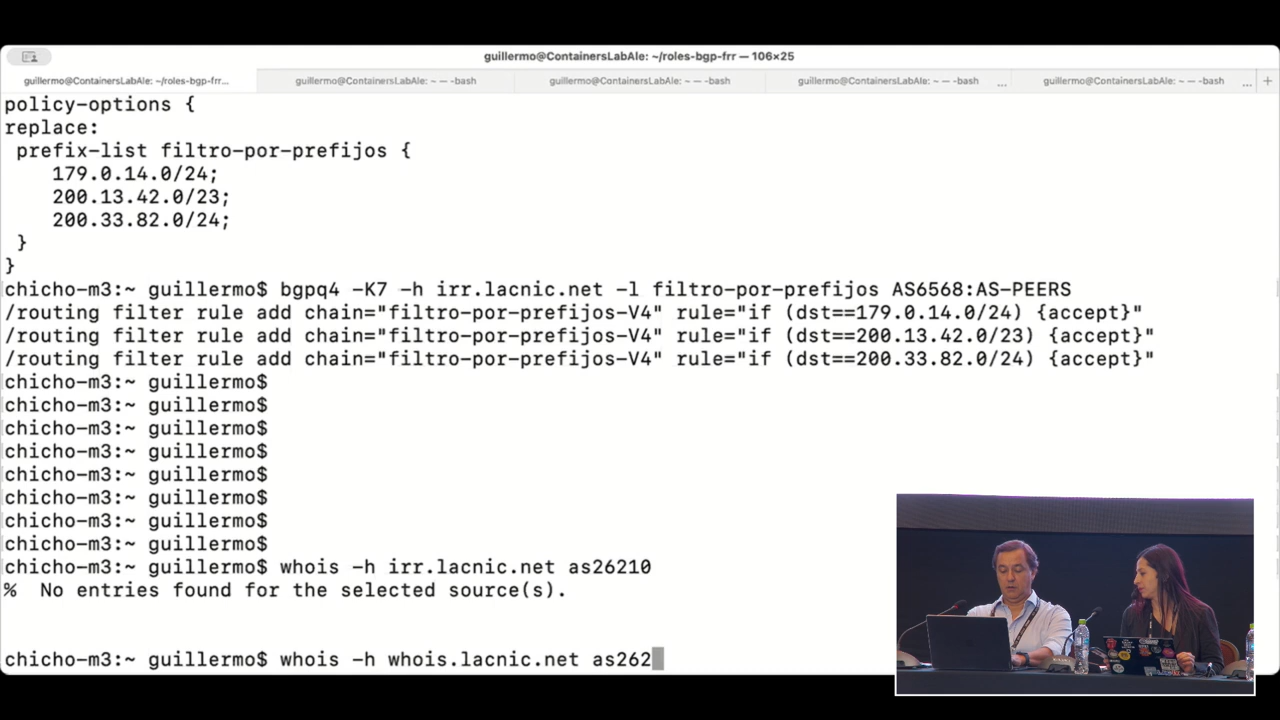 guillermo@ContainersLabAle: ~/roles-bgp-frr — 106×25
guillermo@ContainersLabAle: ~/roles-bgp-frr...
guillermo@ContainersLabAle: ~ — -bash
guillermo@ContainersLabAle: ~ — -bash
guillermo@ContainersLabAle: ~ — -bash ...
guillermo@ContainersLabAle: ~ — -bash ...
policy-options {
replace:
prefix-list filtro-por-prefijos {
179.0.14.0/24;
200.13.42.0/23;
200.33.82.0/24;
}
}
chicho-m3:~ guillermo$ bgpq4 -K7 -h irr.lacnic.net -l filtro-por-prefijos AS6568:AS-PEERS
/routing filter rule add chain="filtro-por-prefijos-V4" rule="if (dst==179.0.14.0/24) {accept}"
/routing filter rule add chain="filtro-por-prefijos-V4" rule="if (dst==200.13.42.0/23) {accept}"
/routing filter rule add chain="filtro-por-prefijos-V4" rule="if (dst==200.33.82.0/24) {accept}"
chicho-m3:~ guillermo$
chicho-m3:~ guillermo$
chicho-m3:~ guillermo$
chicho-m3:~ guillermo$
chicho-m3:~ guillermo$
chicho-m3:~ guillermo$
chicho-m3:~ guillermo$
chicho-m3:~ guillermo$
chicho-m3:~ guillermo$ whois -h irr.lacnic.net as26210
% No entries found for the selected source(s).
chicho-m3:~ guillermo$ whois -h whois.lacnic.net as262